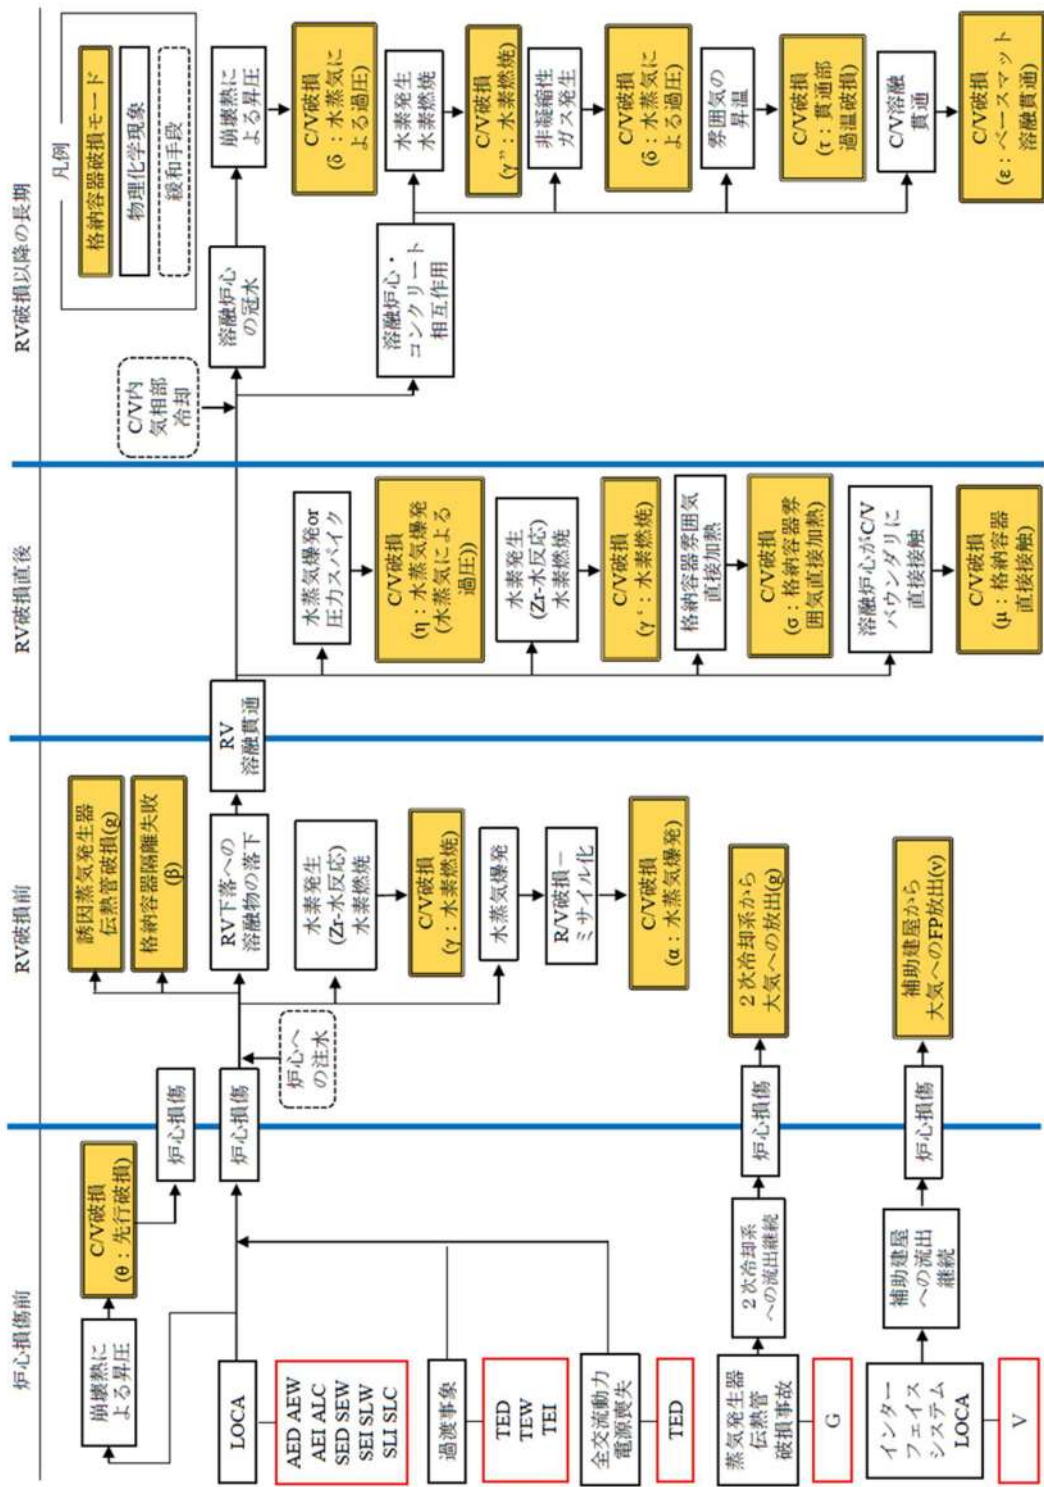 炉心損傷前
RV破損前
RV破損直後
RV破損以降の長期
凡例
格納容器破損モード
物理化学現象
緩和手段
崩壊熱に
よる昇圧
C/V破損
(θ：先行破損)
炉心損傷
LOCA
AED AEW
AEI ALC
SED SEW
SEI SLW
SLI SLC
過渡事象
TED
TEW
TEI
全交流動力
電源喪失
TED
蒸気発生器
伝熱管
破損事故
G
インター
フェイス
システム
LOCA
V
炉心損傷
2次冷却系
への流出継続
炉心損傷
補助建屋
への流出
継続
炉心損傷
誘因蒸気発生器
伝熱管破損(g)
格納容器隔離失敗
(β)
炉心へ
の注水
RV下落への
溶融物の落下
水素発生
(Zr-水反応)
水素燃焼
C/V破損
(γ：水素燃焼)
水蒸気爆発
R/V破損－
ミサイル化
C/V破損
(α：水蒸気爆発)
2次冷却系から
大気への放出(g)
補助建屋から
大気へのFP放出(ν)
RV
溶融貫通
水蒸気爆発or
圧力スパイク
C/V破損
(η：水蒸気爆発
(水蒸気による
過圧))
水素発生
(Zr-水反応)
水素燃焼
C/V破損
(γ‘：水素燃焼)
格納容器雰囲気
直接加熱
C/V破損
(σ：格納容器雰
囲気直接加熱)
溶融炉心がC/V
バウンダリに
直接接触
C/V破損
(μ：格納容器
直接接触)
C/V内
気相部
冷却
溶融炉心
の冠水
崩壊熱に
よる昇圧
C/V破損
(δ：水蒸気に
よる過圧)
溶融炉心・
コンクリート
相互作用
水素発生
水素燃焼
C/V破損
(γ’’：水素燃焼)
非凝縮性
ガス発生
C/V破損
(δ：水蒸気に
よる過圧)
雰囲気の
昇温
C/V破損
(τ：貫通部
過温破損)
C/V溶融
貫通
C/V破損
(ε：ベースマット
溶融貫通)